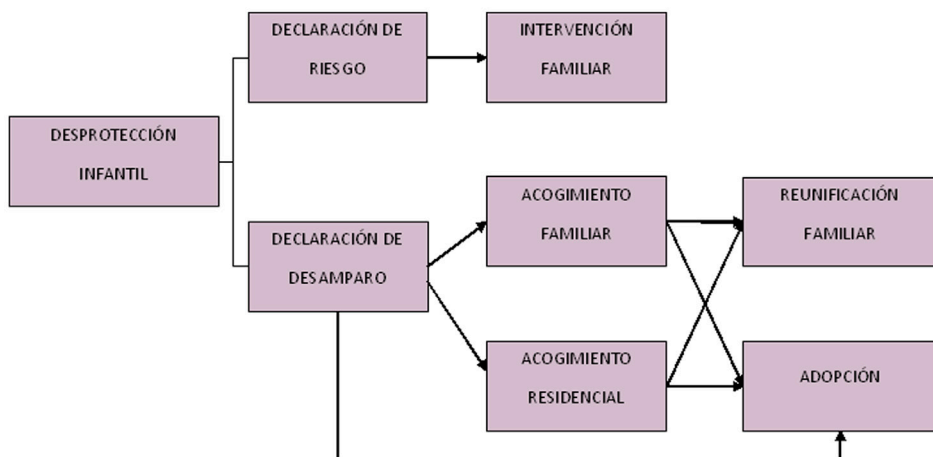 DECLARACIÓN DE
RIESGO
INTERVENCIÓN
FAMILIAR
DESPROTECCIÓN
INFANTIL
DECLARACIÓN DE
DESAMPARO
ACOGIMIENTO
FAMILIAR
REUNIFICACIÓN
FAMILIAR
ACOGIMIENTO
RESIDENCIAL
ADOPCIÓN